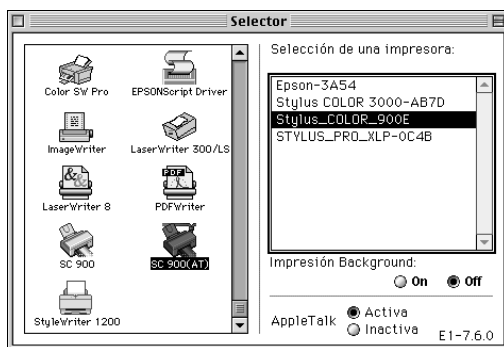 Selector
Color SW Pro
EPSONScript Driver
ImageWriter
LaserWriter 300/LS
LaserWriter 8
PDF
PDFWriter
SC 900
SC 900(AT)
StyleWriter 1200
Selección de una impresora:
Epson-3A54
Stylus COLOR 3000-AB7D
Stylus_COLOR_900E
STYLUS_PRO_XLP-0C4B
Impresión Background:
On Off
AppleTalk
Activa
Inactiva
E1-7.6.0